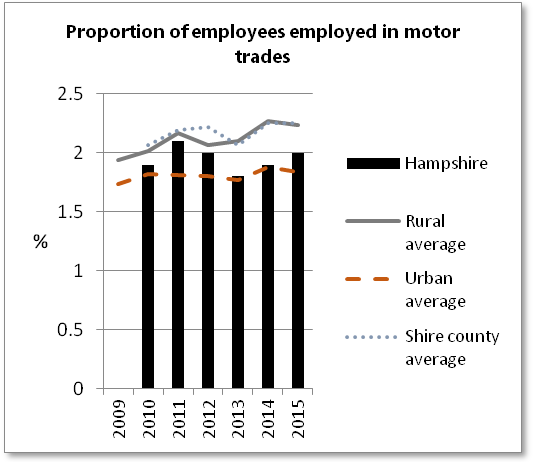 Proportion of employees employed in motor
trades
2.5
2
1.5
1
0.5
0
%
2009
2010
2011
2012
2013
2014
2015
Hampshire
Rural
average
Urban
average
Shire county
average